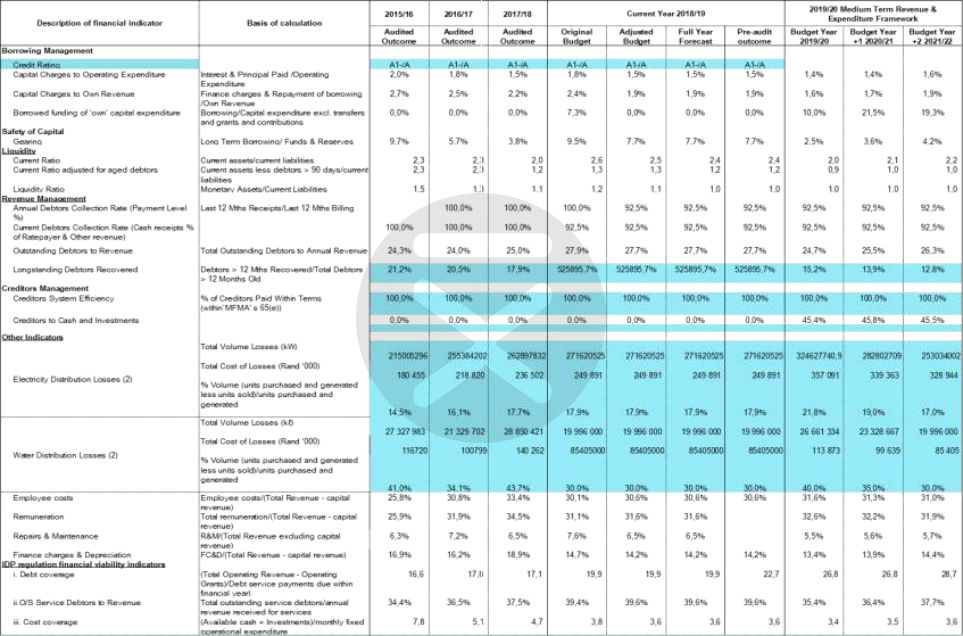 Description of financial indicator Basis of calculation 2015/16 2016/17 2017/18 Current Year 2018/19 2019/20 Medium Term Revenue & Expenditure Framework
Audited Outcome Audited Outcome Audited Outcome Original Budget Adjusted Budget Full Year Forecast Pre-audit outcome Budget Year 2019/20 Budget Year +1 2020/21 Budget Year +2 2021/22
Borrowing Management
Credit Rating A1-/A A1-/A A1-/A A1-/A A1-/A A1-/A A1-/A
Capital Charges to Operating Expenditure Interest & Principal Paid /Operating Expenditure 2,0% 1,8% 1,5% 1,8% 1,5% 1,5% 1,5% 1,4% 1,4% 1,6%
Capital Charges to Own Revenue Finance charges & Repayment of borrowing /Own Revenue 2,7% 2,5% 2,2% 2,4% 1,9% 1,9% 1,9% 1,6% 1,7% 1,9%
Borrowed funding of 'own' capital expenditure Borrowing/Capital expenditure excl. transfers and grants and contributions 0,0% 0,0% 0,0% 7,3% 0,0% 0,0% 0,0% 10,0% 21,5% 19,3%
Safety of Capital
Gearing Long Term Borrowing/ Funds & Reserves 9,7% 5,7% 3,8% 9,5% 7,7% 7,7% 7,7% 2,5% 3,6% 4,2%
Liquidity
Current Ratio Current assets/current liabilities 2,3 2,3 2,0 2,6 2,5 2,4 2,4 2,0 2,1 2,2
Current Ratio adjusted for aged debtors Current assets less debtors > 90 days/current liabilities 2,3 2,3 1,2 1,3 1,3 1,2 1,2 0,9 1,0 1,0
Liquidity Ratio Monetary Assets/Current Liabilities 1,5 1,3 1,1 1,2 1,1 1,0 1,0 1,0 1,0 1,0
Revenue Management
Annual Debtors Collection Rate (Payment Level %) Last 12 Mths Receipts/Last 12 Mths Billing 100,0% 100,0% 100,0% 92,5% 92,5% 92,5% 92,5% 92,5% 92,5%
Current Debtors Collection Rate (Cash receipts % of Ratepayer & Other revenue) 100,0% 100,0% 100,0% 92,5% 92,5% 92,5% 92,5% 92,5% 92,5% 92,5%
Outstanding Debtors to Revenue Total Outstanding Debtors to Annual Revenue 24,3% 24,0% 25,0% 27,9% 27,7% 27,7% 27,7% 24,7% 25,5% 26,3%
Longstanding Debtors Recovered Debtors > 12 Mths Recovered/Total Debtors > 12 Months Old 21,2% 20,5% 17,9% 525895,7% 525895,7% 525895,7% 525895,7% 15,2% 13,9% 12,8%
Creditors Management
Creditors System Efficiency % of Creditors Paid Within Terms (within'MFMA' s 65(e)) 100,0% 100,0% 100,0% 100,0% 100,0% 100,0% 100,0% 100,0% 100,0% 100,0%
Creditors to Cash and Investments 0,0% 0,0% 0,0% 0,0% 0,0% 0,0% 0,0% 45,4% 45,8% 45,5%
Other Indicators
Electricity Distribution Losses (2)
Total Volume Losses (kW) 215005296 255384202 262897832 271620525 271620525 271620525 271620525 324627740,9 282802709 253034002
Total Cost of Losses (Rand '000) 180 455 218 820 236 502 249 891 249 891 249 891 249 891 357 091 339 363 328 944
% Volume (units purchased and generated less units sold)/units purchased and generated 14,5% 16,1% 17,7% 17,9% 17,9% 17,9% 17,9% 21,8% 19,0% 17,0%
Water Distribution Losses (2)
Total Volume Losses (kℓ) 27 327 983 21 329 702 28 850 421 19 996 000 19 996 000 19 996 000 19 996 000 26 661 334 23 328 667 19 996 000
Total Cost of Losses (Rand '000) 116720 100799 140 262 85405000 85405000 85405000 85405000 113 873 99 639 85 405
% Volume (units purchased and generated less units sold)/units purchased and generated 41,0% 34,1% 43,7% 30,0% 30,0% 30,0% 30,0% 40,0% 35,0% 30,0%
Employee costs Employee costs/(Total Revenue - capital revenue) 25,8% 30,8% 33,4% 30,1% 30,6% 30,6% 30,6% 31,6% 31,3% 31,0%
Remuneration Total remuneration/(Total Revenue - capital revenue) 25,9% 31,9% 34,5% 31,1% 31,6% 31,6% 32,6% 32,2% 31,9%
Repairs & Maintenance R&M/(Total Revenue excluding capital revenue) 6,3% 7,2% 6,5% 7,6% 6,5% 6,5% 5,5% 5,6% 5,7%
Finance charges & Depreciation FC&D/(Total Revenue - capital revenue) 16,9% 16,2% 18,9% 14,7% 14,2% 14,2% 14,2% 13,4% 13,9% 14,4%
IDP regulation financial viability indicators
i. Debt coverage (Total Operating Revenue - Operating Grants)/Debt service payments due within financial year) 16,6 17,1 19,9 19,9 19,9 22,7 26,8 26,8 28,7
ii.O/S Service Debtors to Revenue Total outstanding service debtors/annual revenue received for services 34,4% 36,5% 37,5% 39,4% 39,6% 39,6% 39,6% 35,4% 36,4% 37,7%
iii. Cost coverage (Available cash + Investments)/monthly fixed operational expenditure 7,8 5,1 4,7 3,8 3,6 3,6 3,6 3,4 3,5 3,6